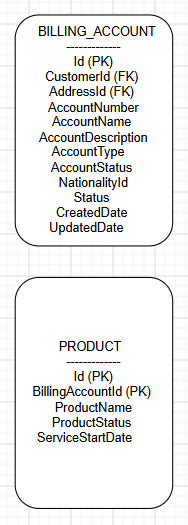 BILLING_ACCOUNT
-------------
Id (PK)
CustomerId (FK)
AddressId (FK)
AccountNumber
AccountName
AccountDescription
AccountType
AccountStatus
NationalityId
Status
CreatedDate
UpdatedDate
PRODUCT
-------------
Id (PK)
BillingAccountId (PK)
ProductName
ProductStatus
ServiceStartDate